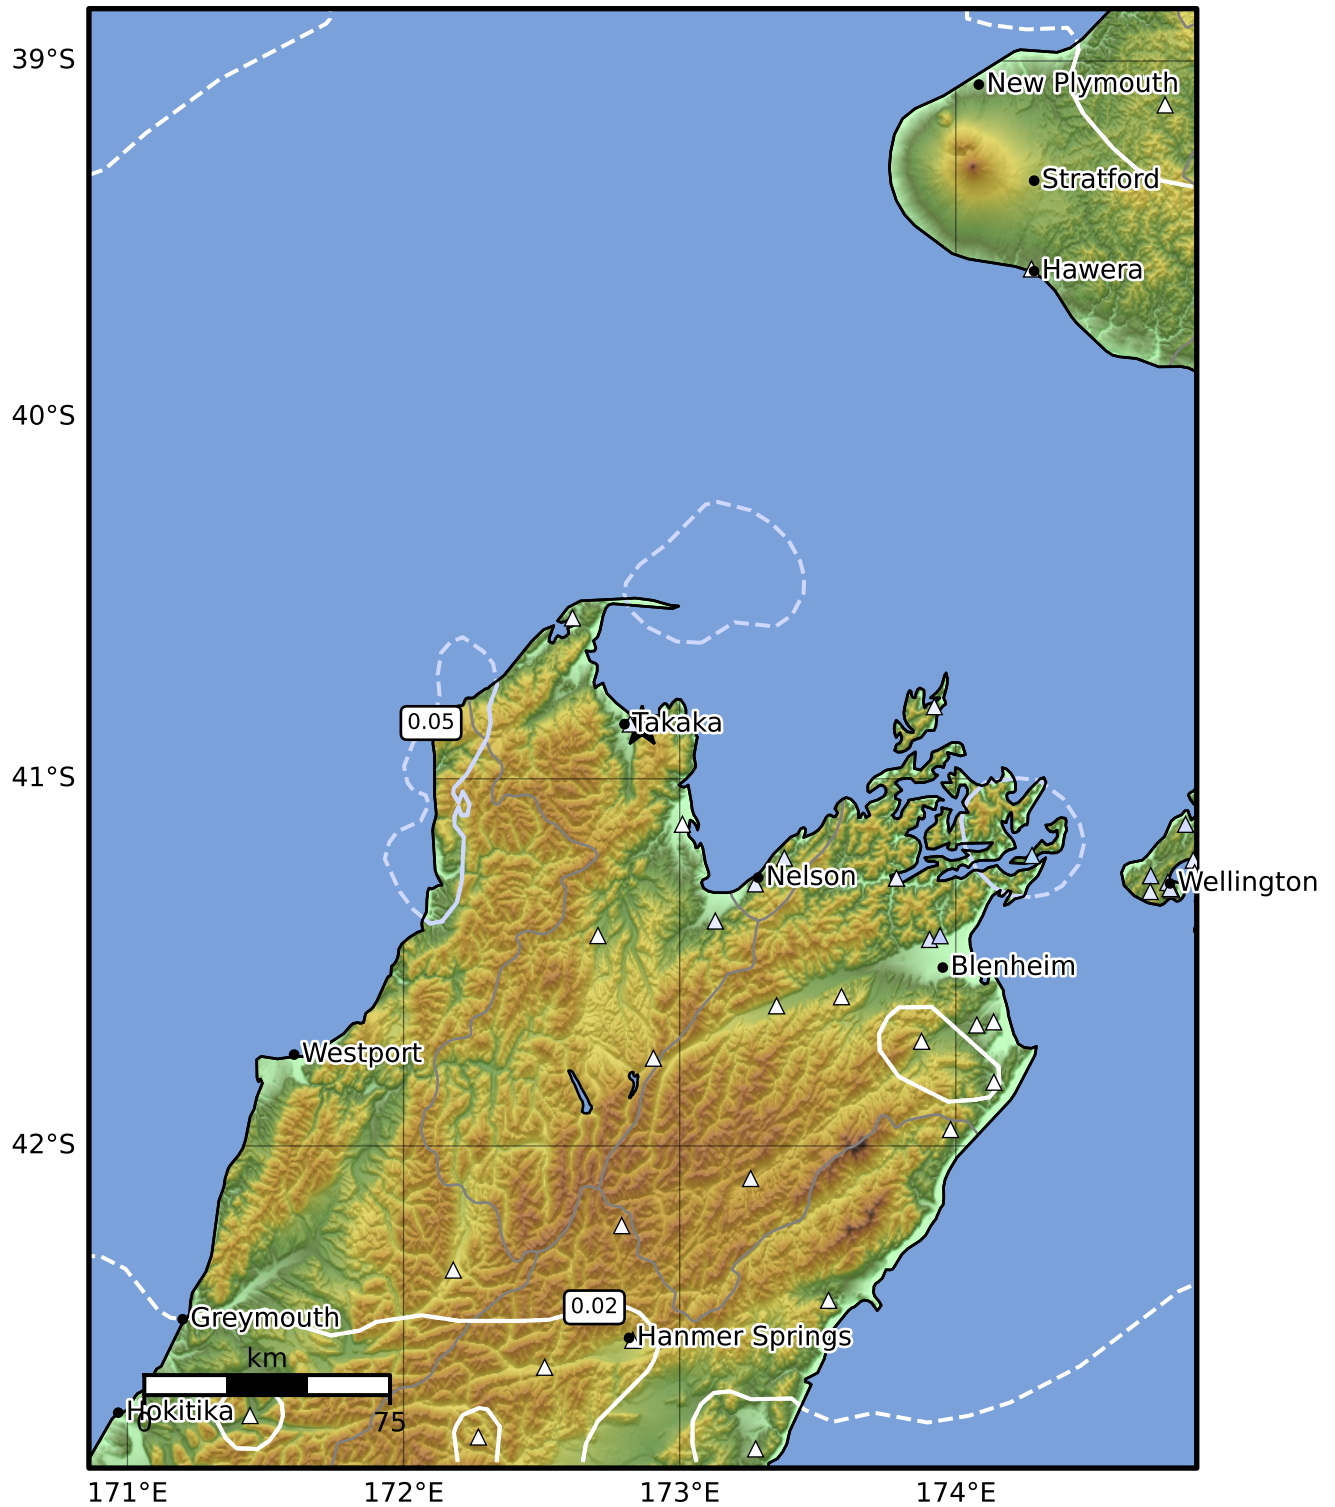 39°S
New Plymouth
Stratford
Hawera
40°S
0.05
Takaka
41°S
Nelson
Wellington
Blenheim
Westport
42°S
0.02
Greymouth
Hanmer Springs
km
Hokitika
0
75
171°E
172°E
173°E
174°E